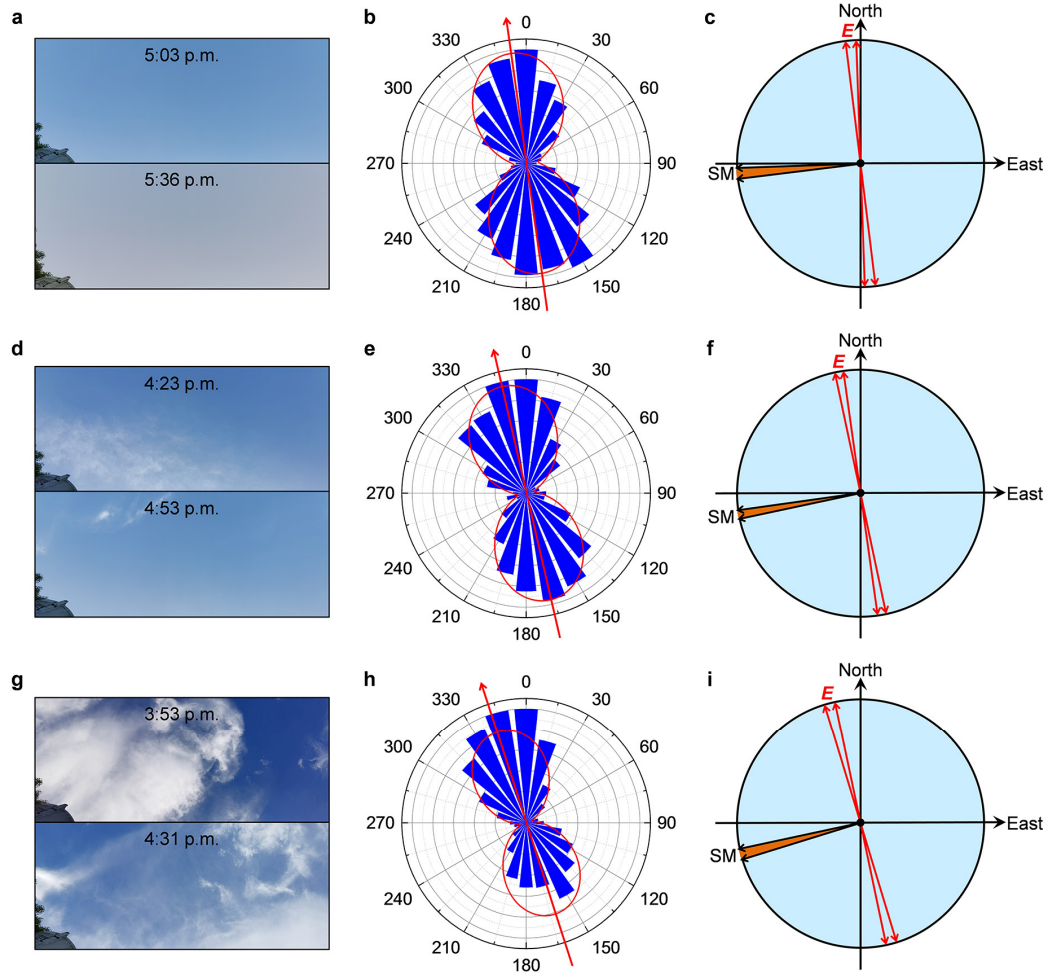 a
5:03 p.m.
5:36 p.m.
b
0
30
60
90
120
150
180
210
240
270
300
330
c
North
E
East
SM
d
4:23 p.m.
4:53 p.m.
e
0
30
60
90
120
150
180
210
240
270
300
330
f
North
E
East
SM
g
3:53 p.m.
4:31 p.m.
h
0
30
60
90
120
150
180
210
240
270
300
330
i
North
E
East
SM